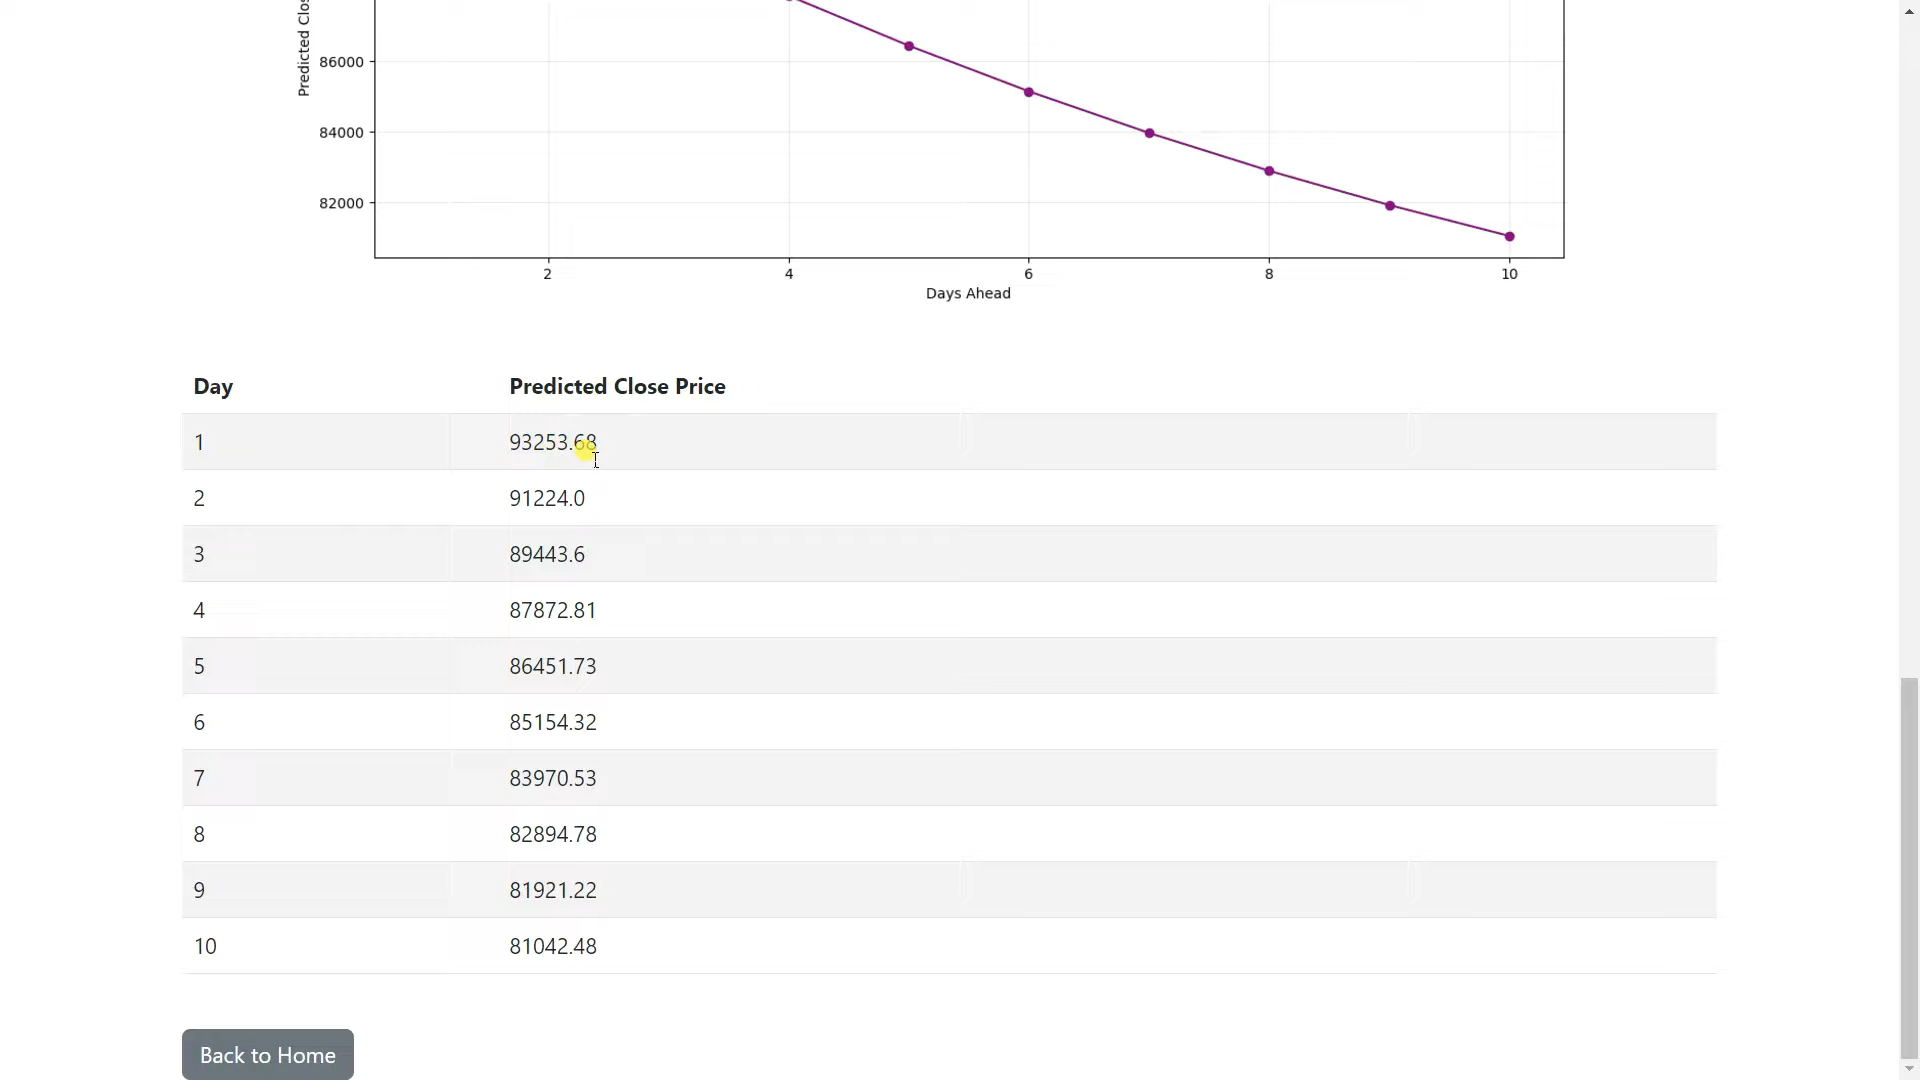 Predicted Clos
86000
84000
82000
2 4 6 8 10
Days Ahead
Day Predicted Close Price
1 93253.68
2 91224.0
3 89443.6
4 87872.81
5 86451.73
6 85154.32
7 83970.53
8 82894.78
9 81921.22
10 81042.48
Back to Home